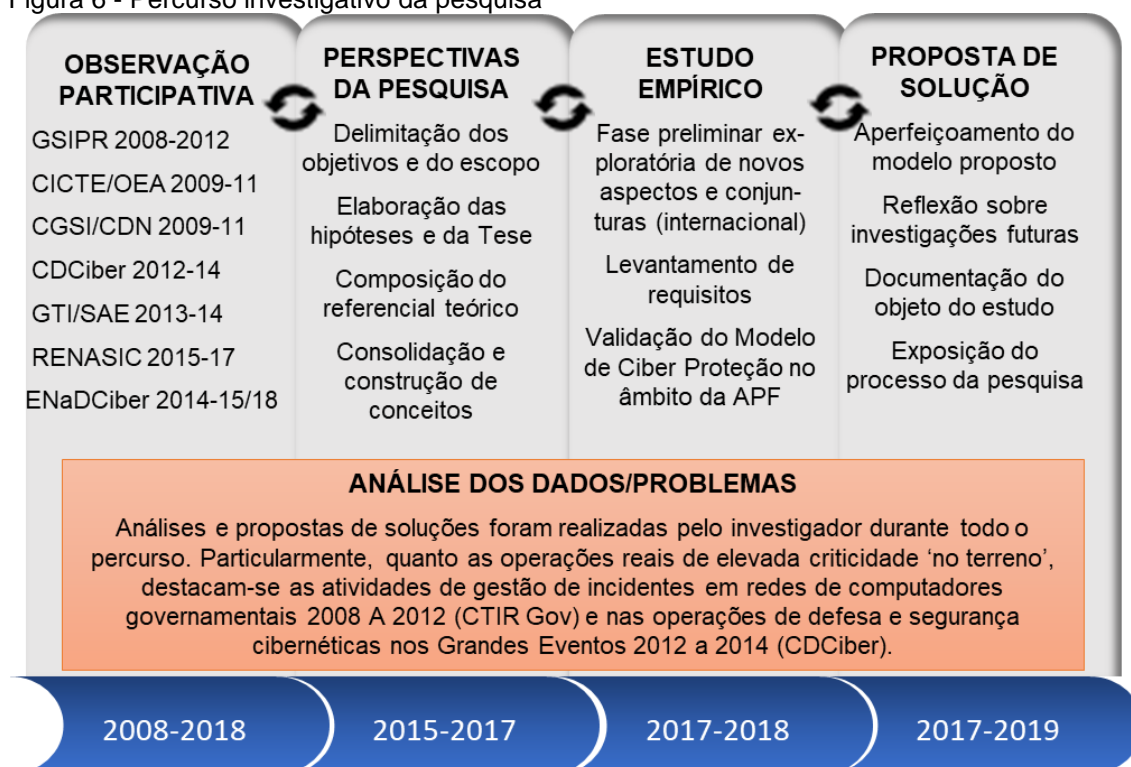 Figura 6 - Percurso investigativo da pesquisa
OBSERVAÇÃO
PARTICIPATIVA
GSIPR 2008-2012
CICTE/OEA 2009-11
CGSI/CDN 2009-11
CDCiber 2012-14
GTI/SAE 2013-14
RENASIC 2015-17
ENaDCiber 2014-15/18
PERSPECTIVAS
DA PESQUISA
Delimitação dos
objetivos e do escopo
Elaboração das
hipóteses e da Tese
Composição do
referencial teórico
Consolidação e
construção de
conceitos
ESTUDO
EMPÍRICO
Fase preliminar ex-
ploratória de novos
aspectos e conjun-
turas (internacional)
Levantamento de
requisitos
Validação do Modelo
de Ciber Proteção no
âmbito da APF
PROPOSTA DE
SOLUÇÃO
Aperfeiçoamento do
modelo proposto
Reflexão sobre
investigações futuras
Documentação do
objeto do estudo
Exposição do
processo da pesquisa
ANÁLISE DOS DADOS/PROBLEMAS
Análises e propostas de soluções foram realizadas pelo investigador durante todo o
percurso. Particularmente, quanto as operações reais de elevada criticidade ‘no terreno’,
destacam-se as atividades de gestão de incidentes em redes de computadores
governamentais 2008 A 2012 (CTIR Gov) e nas operações de defesa e segurança
cibernéticas nos Grandes Eventos 2012 a 2014 (CDCiber).
2008-2018
2015-2017
2017-2018
2017-2019